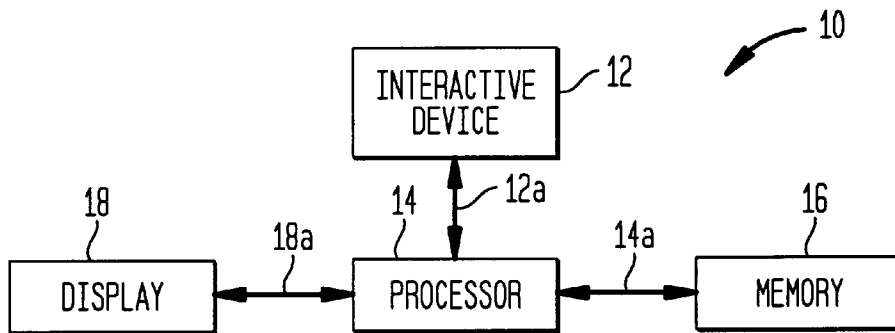 10
INTERACTIVE
DEVICE
12
12a
18
18a
14
14a
16
DISPLAY
PROCESSOR
MEMORY